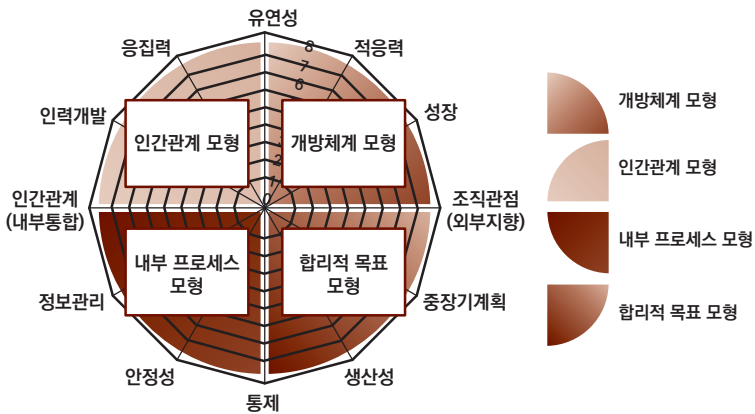 유연성
응집력
적응력
8
7
6
인력개발
성장
인간관계 모형
개방체계 모형
2
1
0
인간관계
(내부통합)
조직관점
(외부지향)
내부 프로세스
모형
합리적 목표
모형
정보관리
중장기계획
안정성
생산성
통제
개방체계 모형
인간관계 모형
내부 프로세스 모형
합리적 목표 모형